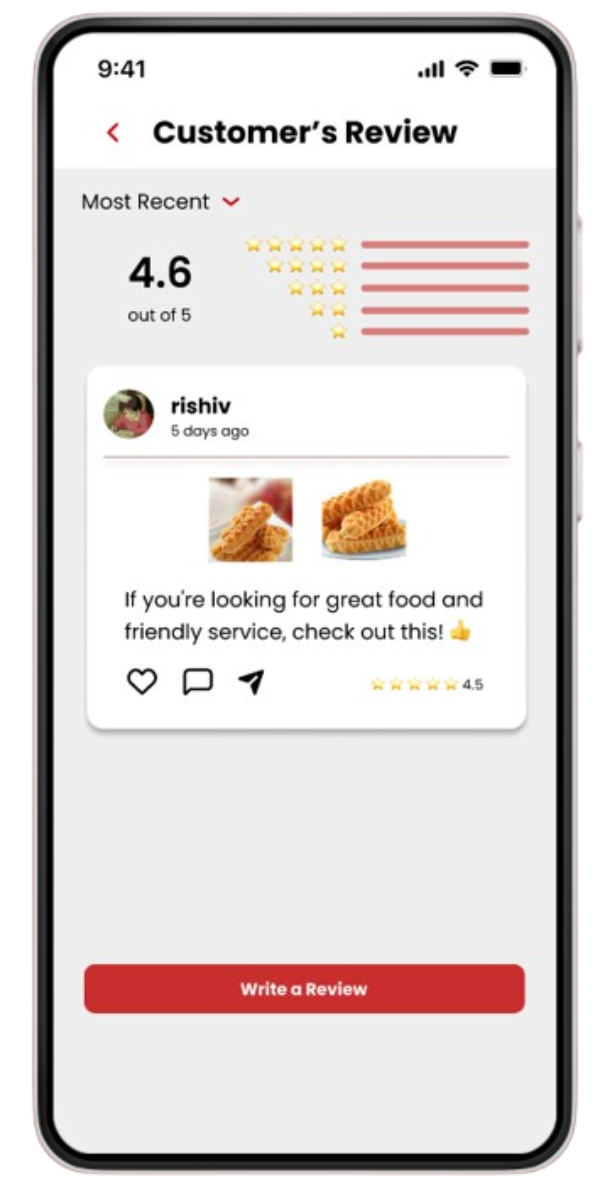 9:41
Customer’s Review
Most Recent
4.6
out of 5
rishiv
5 days ago
If you're looking for great food and
friendly service, check out this! 👍
4.5
Write a Review